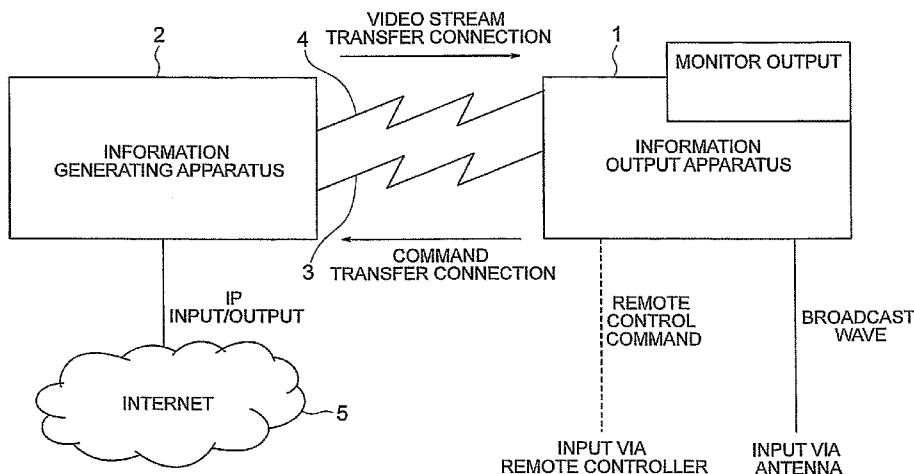 VIDEO STREAM
TRANSFER CONNECTION
2
4
1
MONITOR OUTPUT
INFORMATION
GENERATING APPARATUS
INFORMATION
OUTPUT APPARATUS
3
COMMAND
TRANSFER CONNECTION
IP
INPUT/OUTPUT
REMOTE
CONTROL
COMMAND
BROADCAST
WAVE
INTERNET
5
INPUT VIA
REMOTE CONTROLLER
INPUT VIA
ANTENNA